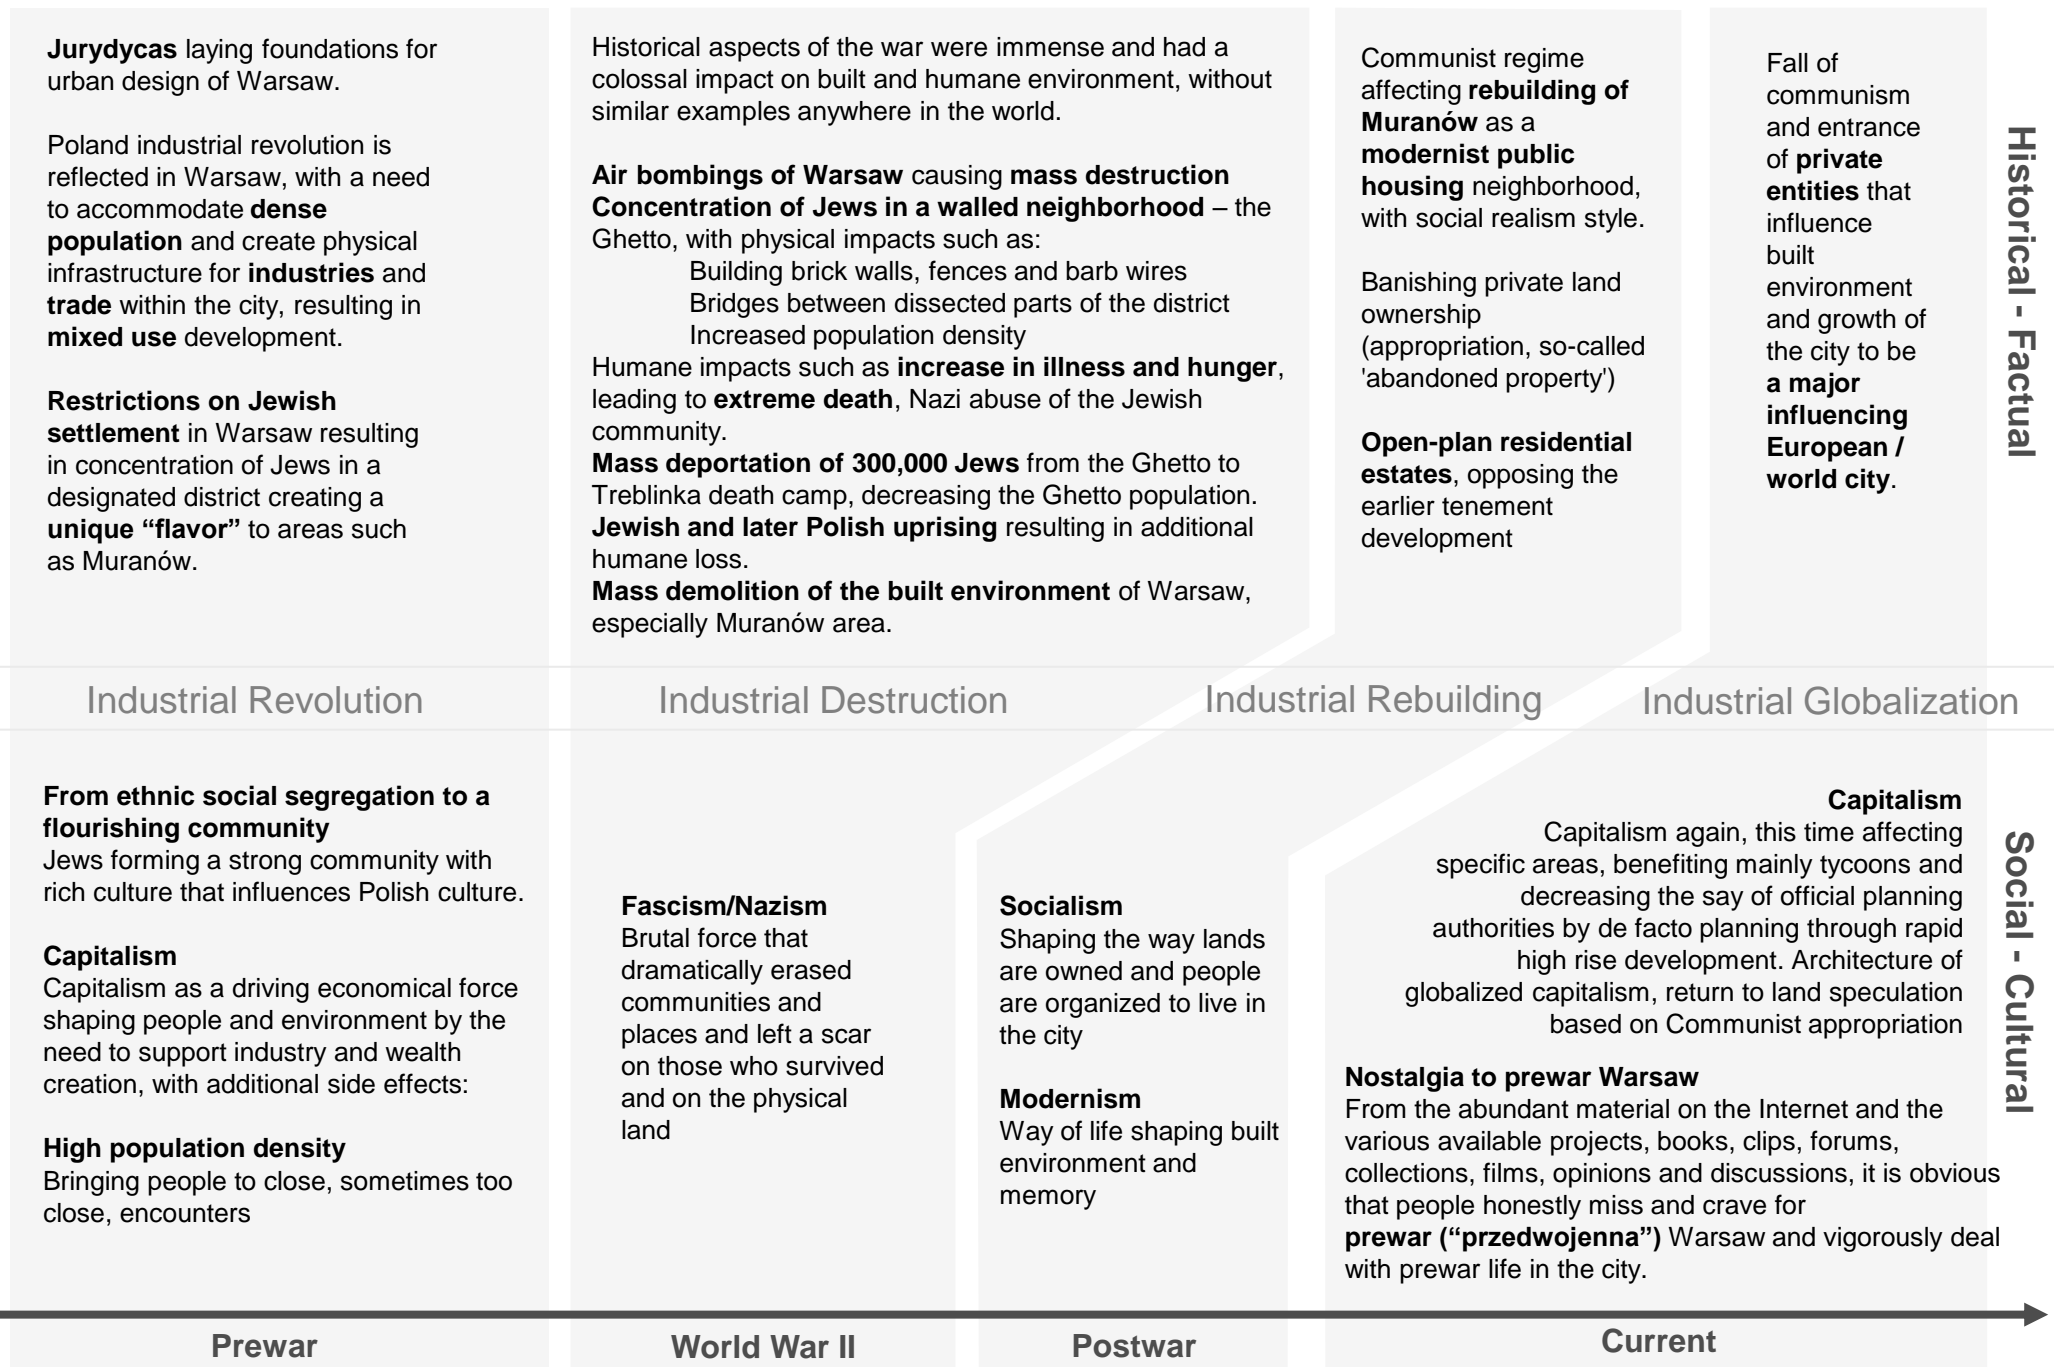 Jurydycas laying foundations for
urban design of Warsaw.
Poland industrial revolution is
reflected in Warsaw, with a need
to accommodate dense
population and create physical
infrastructure for industries and
trade within the city, resulting in
mixed use development.
Restrictions on Jewish
settlement in Warsaw resulting
in concentration of Jews in a
designated district creating a
unique “flavor” to areas such
as Muranów.
Historical aspects of the war were immense and had a
colossal impact on built and humane environment, without
similar examples anywhere in the world.
Air bombings of Warsaw causing mass destruction
Concentration of Jews in a walled neighborhood – the
Ghetto, with physical impacts such as:
Building brick walls, fences and barb wires
Bridges between dissected parts of the district
Increased population density
Humane impacts such as increase in illness and hunger,
leading to extreme death, Nazi abuse of the Jewish
community.
Mass deportation of 300,000 Jews from the Ghetto to
Treblinka death camp, decreasing the Ghetto population.
Jewish and later Polish uprising resulting in additional
humane loss.
Mass demolition of the built environment of Warsaw,
especially Muranów area.
Communist regime
affecting rebuilding of
Muranów as a
modernist public
housing neighborhood,
with social realism style.
Banishing private land
ownership
(appropriation, so-called
'abandoned property')
Open-plan residential
estates, opposing the
earlier tenement
development
Fall of
communism
and entrance
of private
entities that
influence
built
environment
and growth of
the city to be
a major
influencing
European /
world city.
Historical - Factual
Industrial Revolution
Industrial Destruction
Industrial Rebuilding
Industrial Globalization
From ethnic social segregation to a
flourishing community
Jews forming a strong community with
rich culture that influences Polish culture.
Capitalism
Capitalism as a driving economical force
shaping people and environment by the
need to support industry and wealth
creation, with additional side effects:
High population density
Bringing people to close, sometimes too
close, encounters
Fascism/Nazism
Brutal force that
dramatically erased
communities and
places and left a scar
on those who survived
and on the physical
land
Socialism
Shaping the way lands
are owned and people
are organized to live in
the city
Modernism
Way of life shaping built
environment and
memory
Capitalism
Capitalism again, this time affecting
specific areas, benefiting mainly tycoons and
decreasing the say of official planning
authorities by de facto planning through rapid
high rise development. Architecture of
globalized capitalism, return to land speculation
based on Communist appropriation
Nostalgia to prewar Warsaw
From the abundant material on the Internet and the
various available projects, books, clips, forums,
collections, films, opinions and discussions, it is obvious
that people honestly miss and crave for
prewar (“przedwojenna”) Warsaw and vigorously deal
with prewar life in the city.
Social - Cultural
Prewar
World War II
Postwar
Current